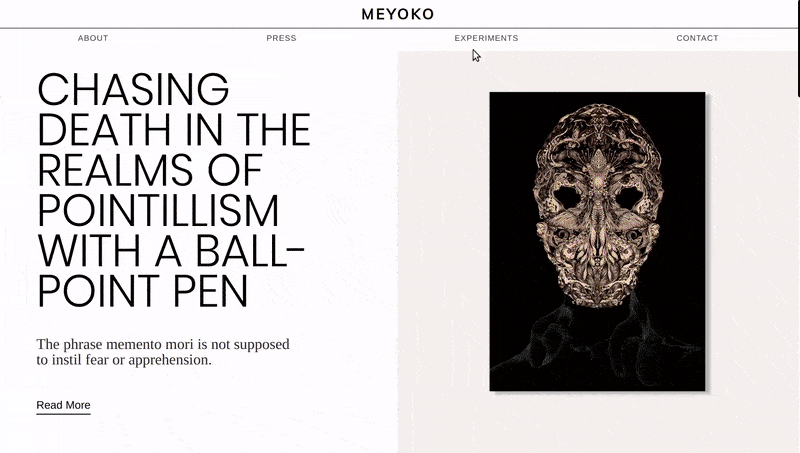 MEYOKO
ABOUT PRESS EXPERIMENTS CONTACT
CHASING
DEATH IN THE
REALMS OF
POINTILLISM
WITH A BALL-
POINT PEN
The phrase memento mori is not supposed
to instil fear or apprehension.
Read More